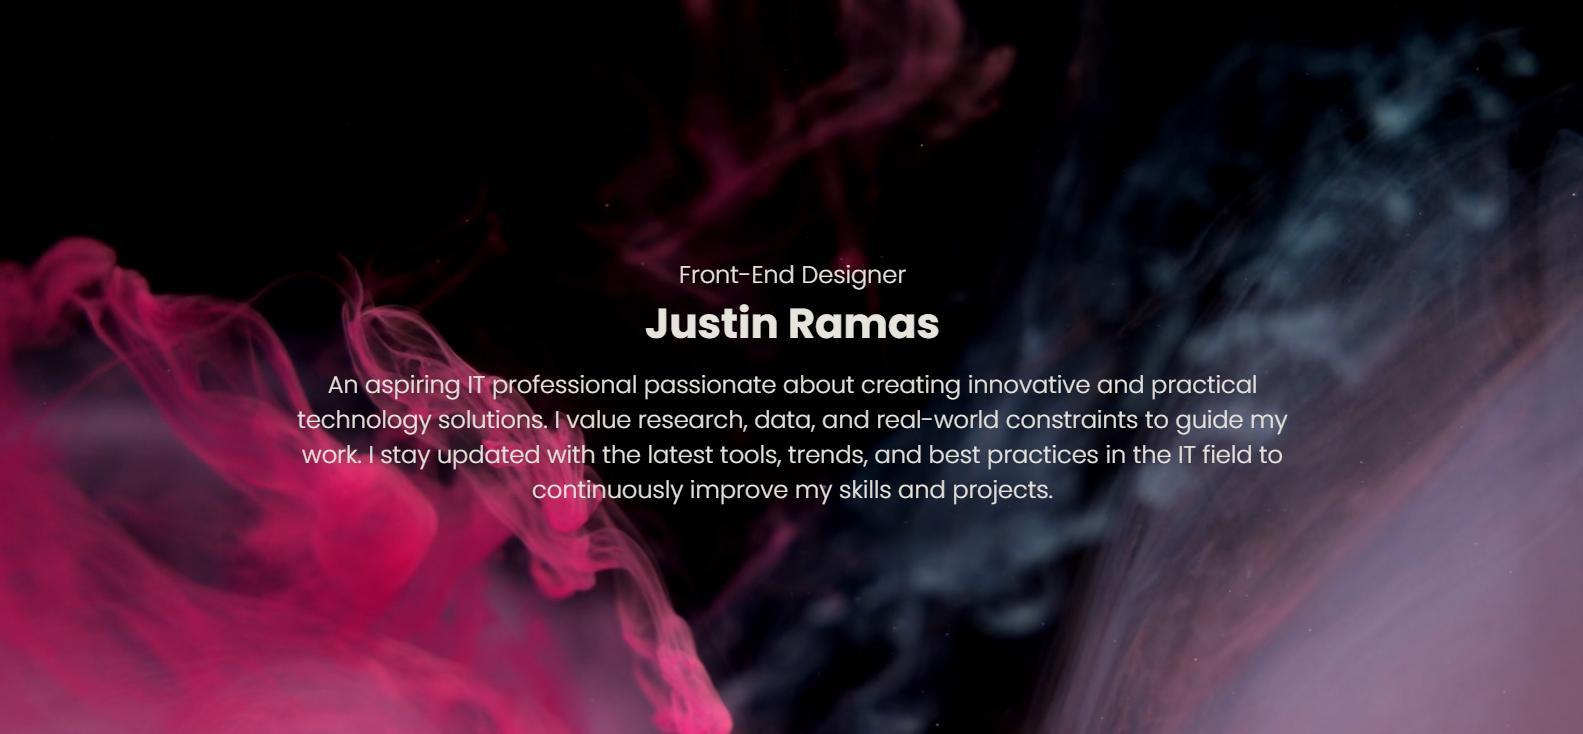 Front-End Designer
Justin Ramas
An aspiring IT professional passionate about creating innovative and practical
technology solutions. I value research, data, and real-world constraints to guide my
work. I stay updated with the latest tools, trends, and best practices in the IT field to
continuously improve my skills and projects.